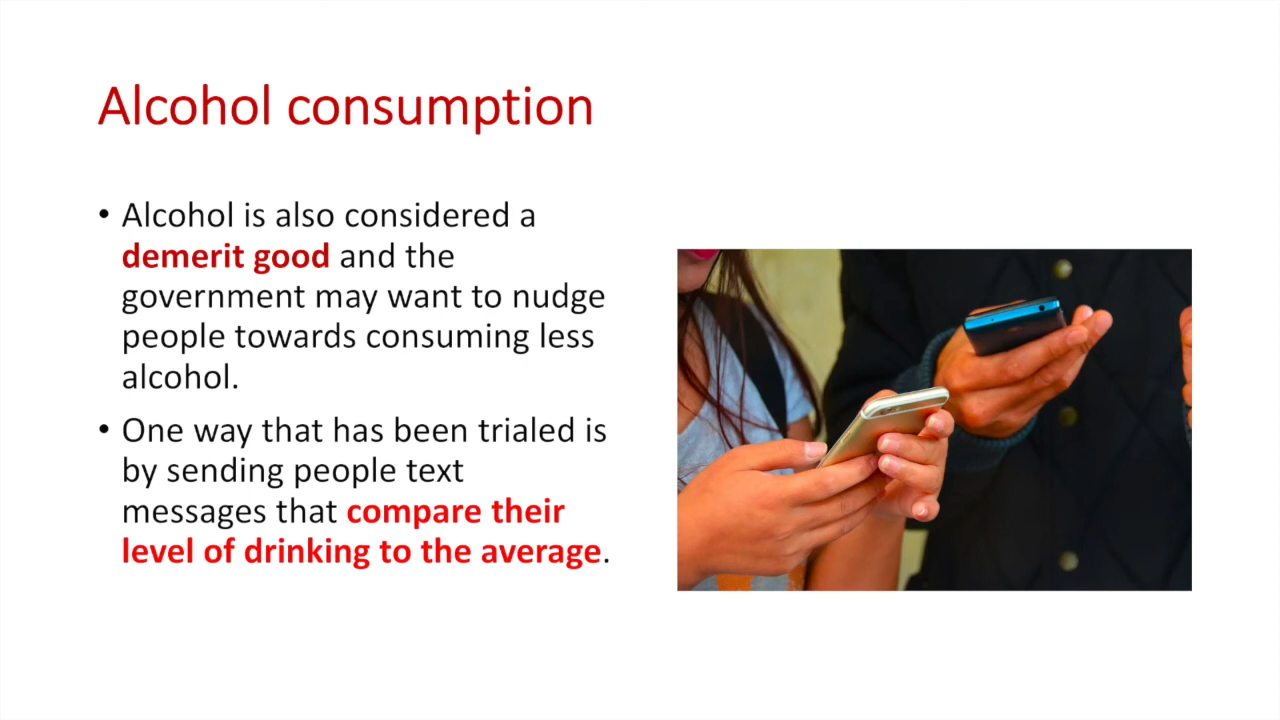 Alcohol consumption
• Alcohol is also considered a
demerit good and the
government may want to nudge
people towards consuming less
alcohol.
• One way that has been trialed is
by sending people text
messages that compare their
level of drinking to the average.